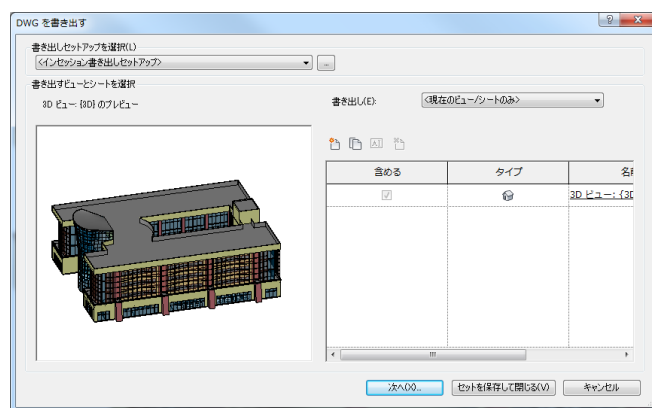 DWG を書き出す
書き出しセットアップを選択(L)
<インセッション書き出しセットアップ>
...
書き出すビューとシートを選択
3D ビュー: {3D} のプレビュー
書き出し(E):
<現在のビュー/シートのみ>
含める
タイプ
3D ビュー: {3D
次へ(X)...
セットを保存して閉じる(V)
キャンセル